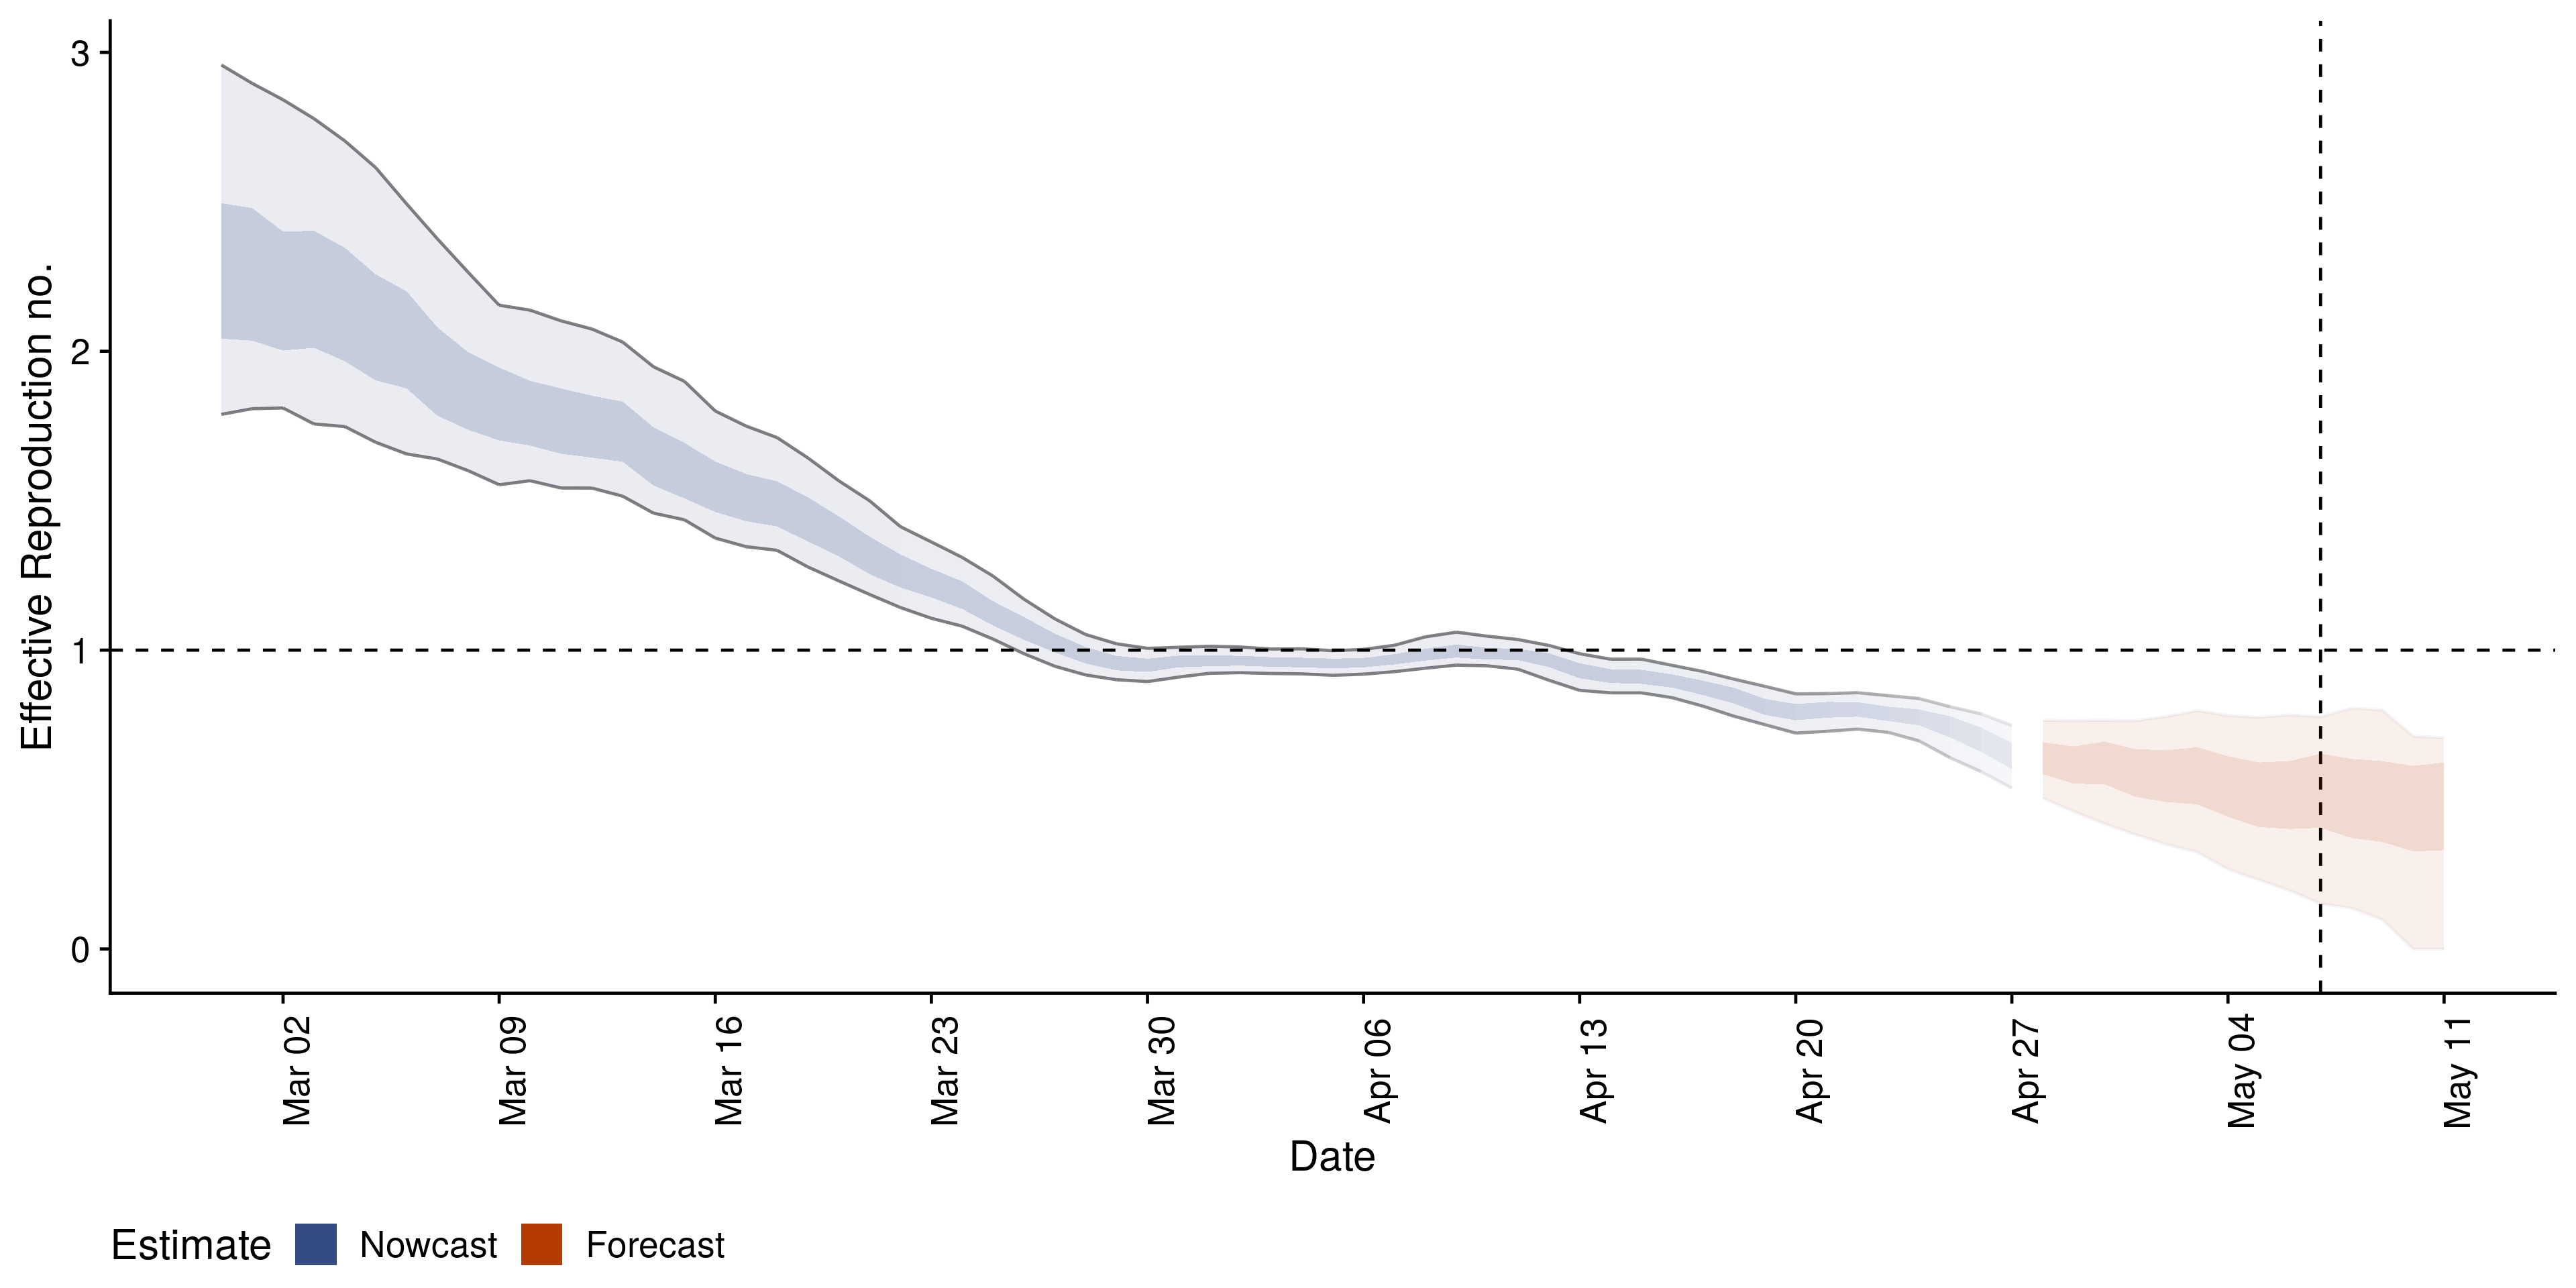 Effective Reproduction no.
3
2
1
0
Mar 02
Mar 09
Mar 16
Mar 23
Mar 30
Apr 06
Apr 13
Apr 20
Apr 27
May 04
May 11
Date
Estimate Nowcast Forecast